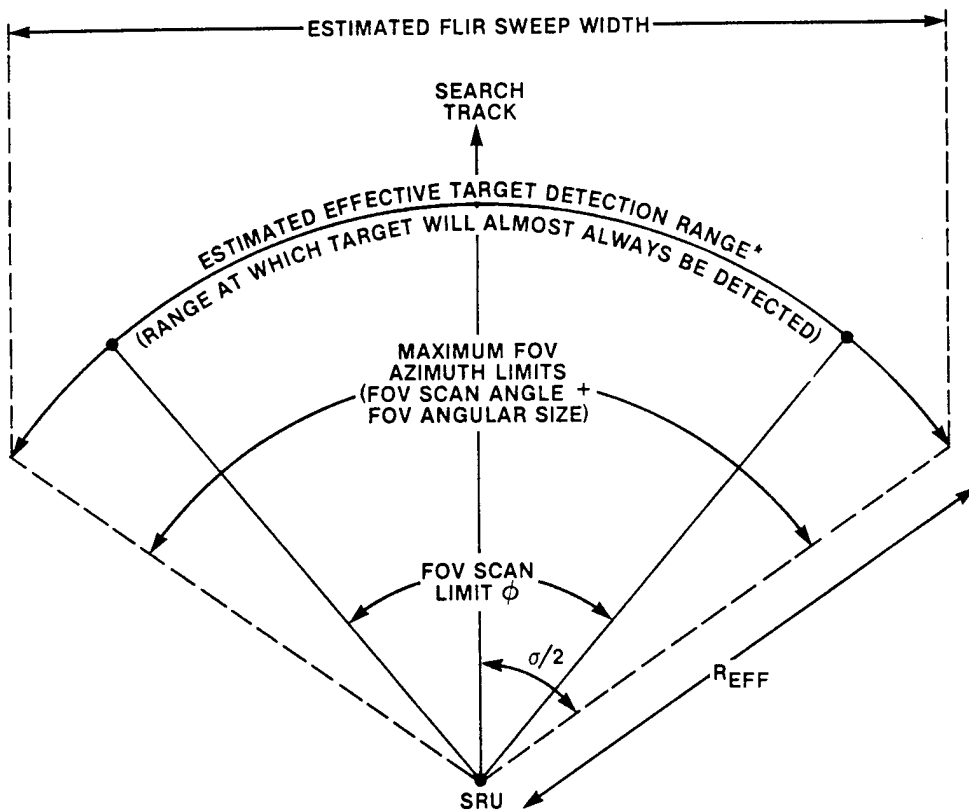 ESTIMATED FLIR SWEEP WIDTH
SEARCH
TRACK
ESTIMATED EFFECTIVE TARGET DETECTION RANGE*
(RANGE AT WHICH TARGET WILL ALMOST ALWAYS BE DETECTED)
MAXIMUM FOV
AZIMUTH LIMITS
(FOV SCAN ANGLE +
FOV ANGULAR SIZE)
FOV SCAN
LIMIT ϕ
σ/2
REFF
SRU